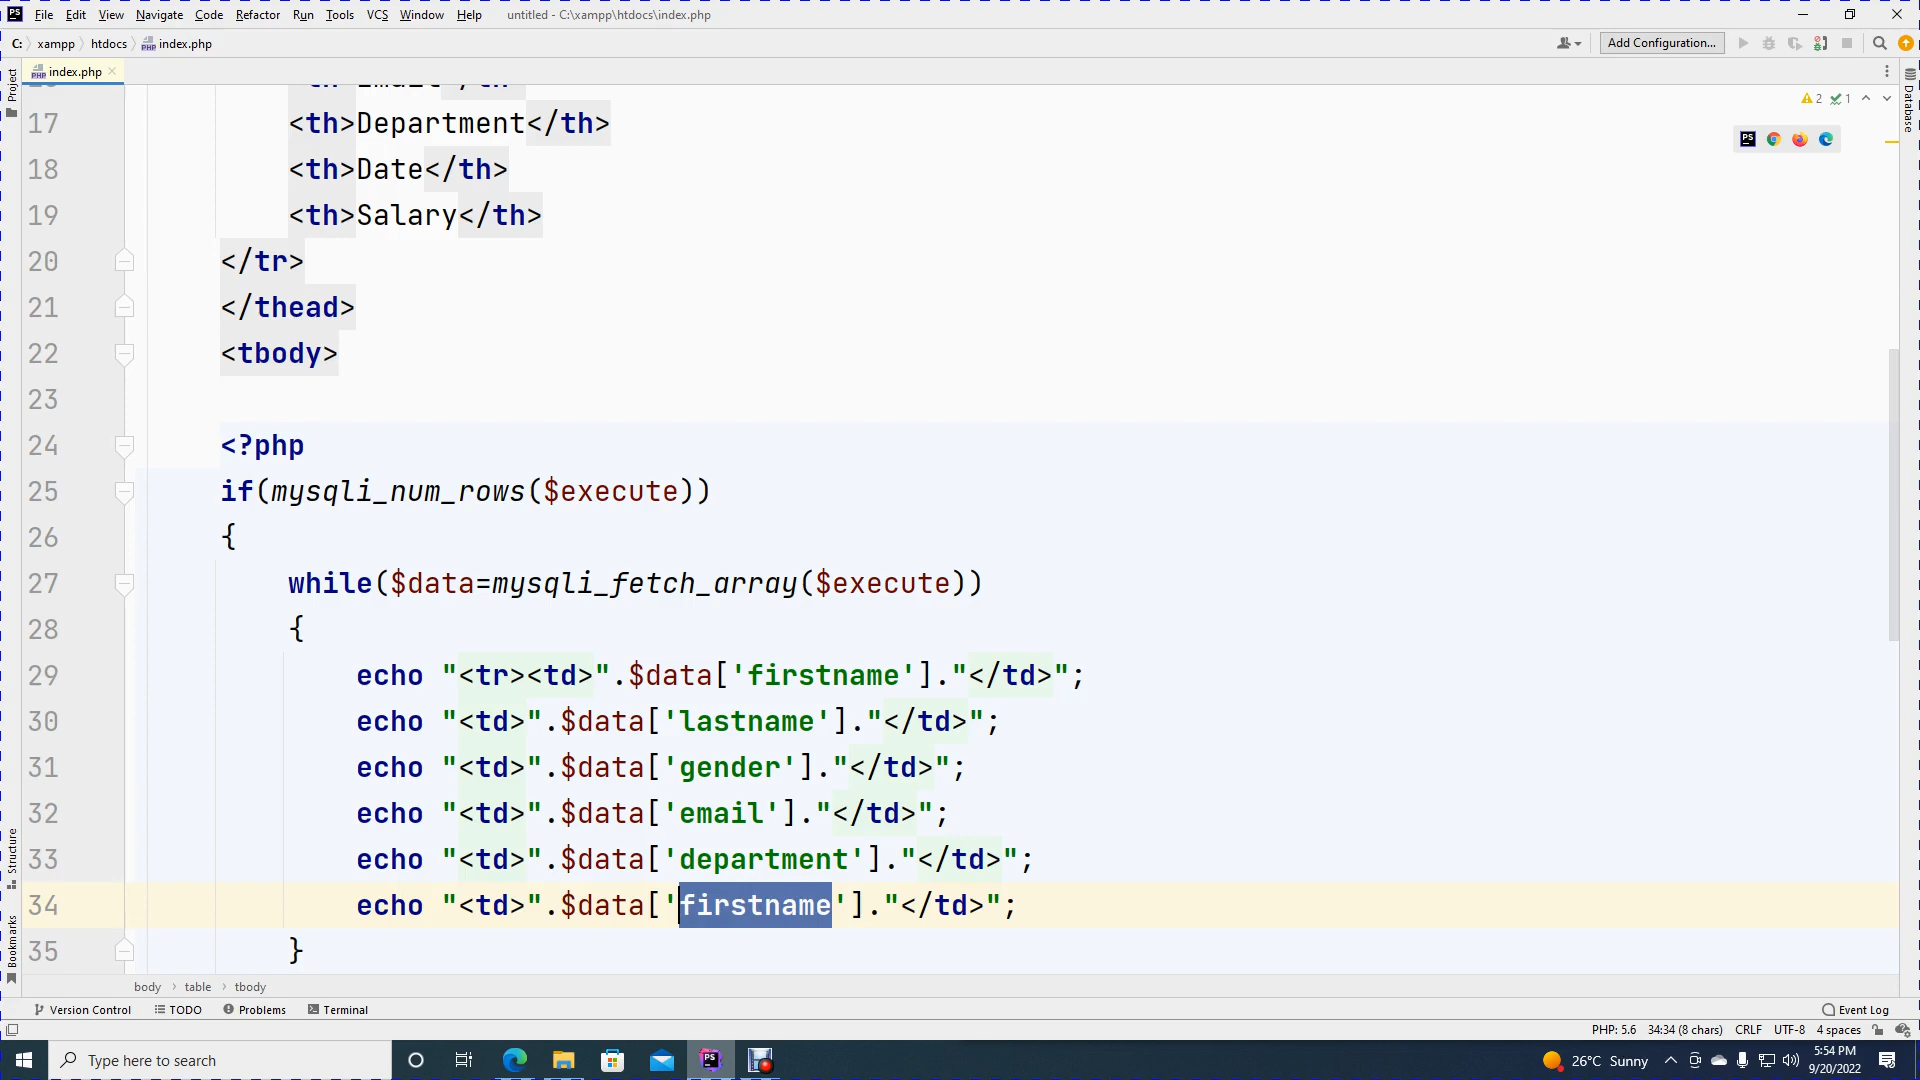 File Edit View Navigate Code Refactor Run Tools VCS Window Help untitled - C:\xampp\htdocs\index.php
C: xampp htdocs index.php Add Configuration...
index.php
Project
Database
2 1
17 <th>Department</th>
18 <th>Date</th>
19 <th>Salary</th>
20 </tr>
21 </thead>
22 <tbody>
23
24 <?php
25 if(mysqli_num_rows($execute))
26 {
27 while($data=mysqli_fetch_array($execute))
28 {
29 echo "<tr><td>".$data['firstname']."</td>";
30 echo "<td>".$data['lastname']."</td>";
31 echo "<td>".$data['gender']."</td>";
32 echo "<td>".$data['email']."</td>";
33 echo "<td>".$data['department']."</td>";
34 echo "<td>".$data['firstname']."</td>";
35 }
Structure
Bookmarks
body table tbody
Version Control TODO Problems Terminal Event Log
PHP: 5.6 34:34 (8 chars) CRLF UTF-8 4 spaces
Type here to search
26°C Sunny
5:54 PM
9/20/2022